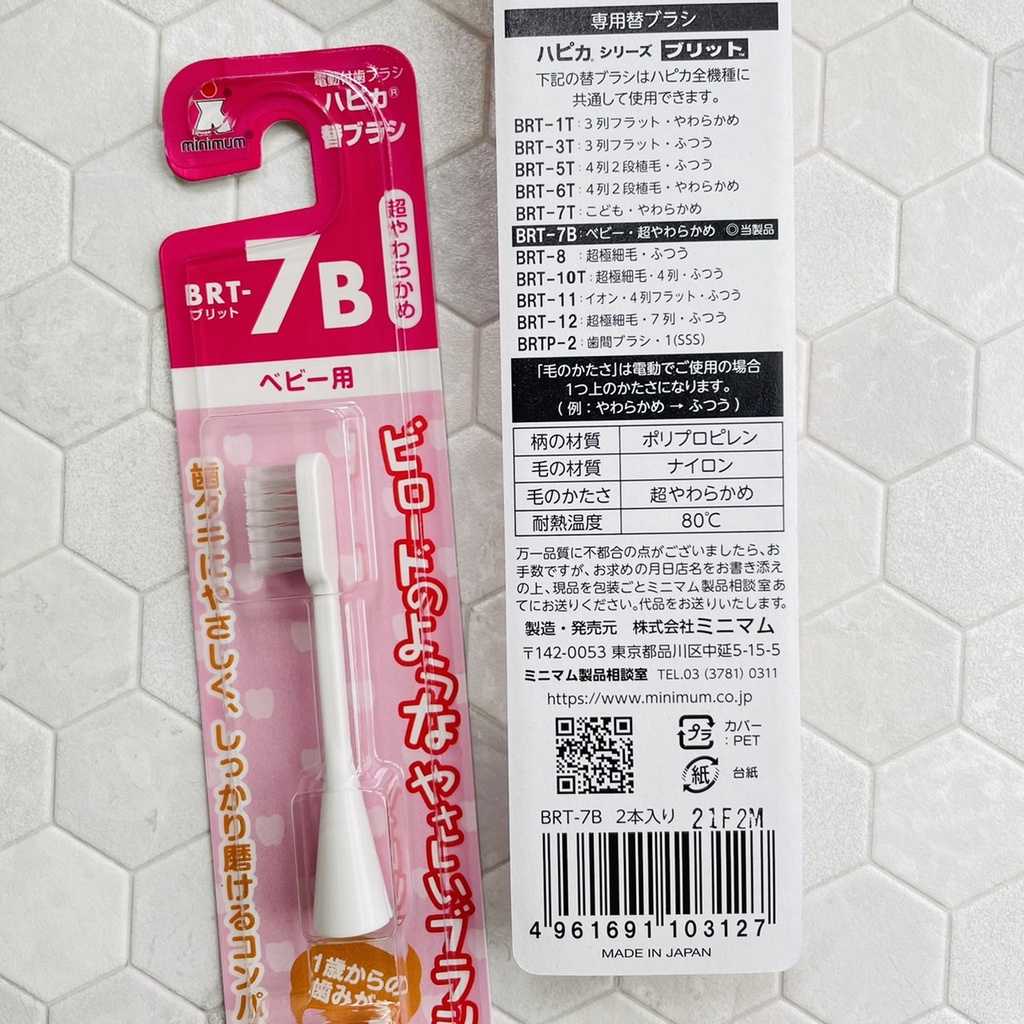 minimum®
電動付歯ブラシ
ハピカ®
替ブラシ
超やわらかめ
BRT-7B
ブリット
ベビー用
ビロードのようなやさしいブラシ
歯グキにやさしく、しっかり磨けるコンパ
1歳からの
歯みが
専用替ブラシ
ハピカ® シリーズ ブリット™
下記の替ブラシはハピカ全機種に
共通して使用できます。
BRT-1T：３列フラット・やわらかめ
BRT-3T：３列フラット・ふつう
BRT-5T：４列２段植毛・ふつう
BRT-6T：４列２段植毛・やわらかめ
BRT-7T：こども・やわらかめ
BRT-7B：ベビー・超やわらかめ ◎当製品
BRT-8：超極細毛・ふつう
BRT-10T：超極細毛・4列・ふつう
BRT-11：イオン・4列フラット・ふつう
BRT-12：超極細毛・７列・ふつう
BRTP-2：歯間ブラシ・1(SSS)
「毛のかたさ」は電動でご使用の場合
１つ上のかたさになります。
（例：やわらかめ → ふつう）
柄の材質 ポリプロピレン
毛の材質 ナイロン
毛のかたさ 超やわらかめ
耐熱温度 80℃
万一品質に不都合の点がございましたら、お
手数ですが、お求めの月日店名をお書き添え
の上、現品を包装ごとミニマム製品相談室あ
てにお送りください。代品をお送りいたします。
製造・発売元 株式会社ミニマム
〒142-0053 東京都品川区中延5-15-5
ミニマム製品相談室 TEL.03 (3781) 0311
https://www.minimum.co.jp
プラ カバー
：PET
紙 台紙
BRT-7B 2本入り 21F2M
4 961691 103127
MADE IN JAPAN